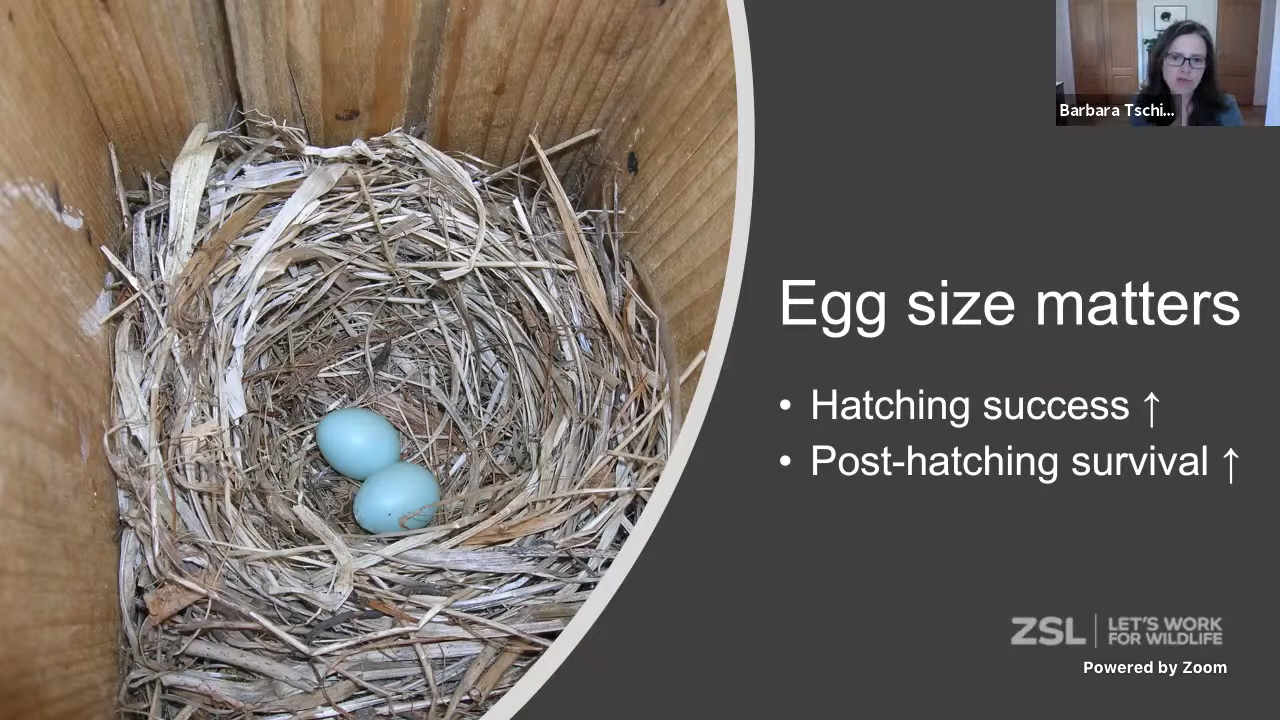 Barbara Tschi...
Egg size matters
• Hatching success ↑
• Post-hatching survival ↑
ZSL | LET'S WORK
FOR WILDLIFE
Powered by Zoom